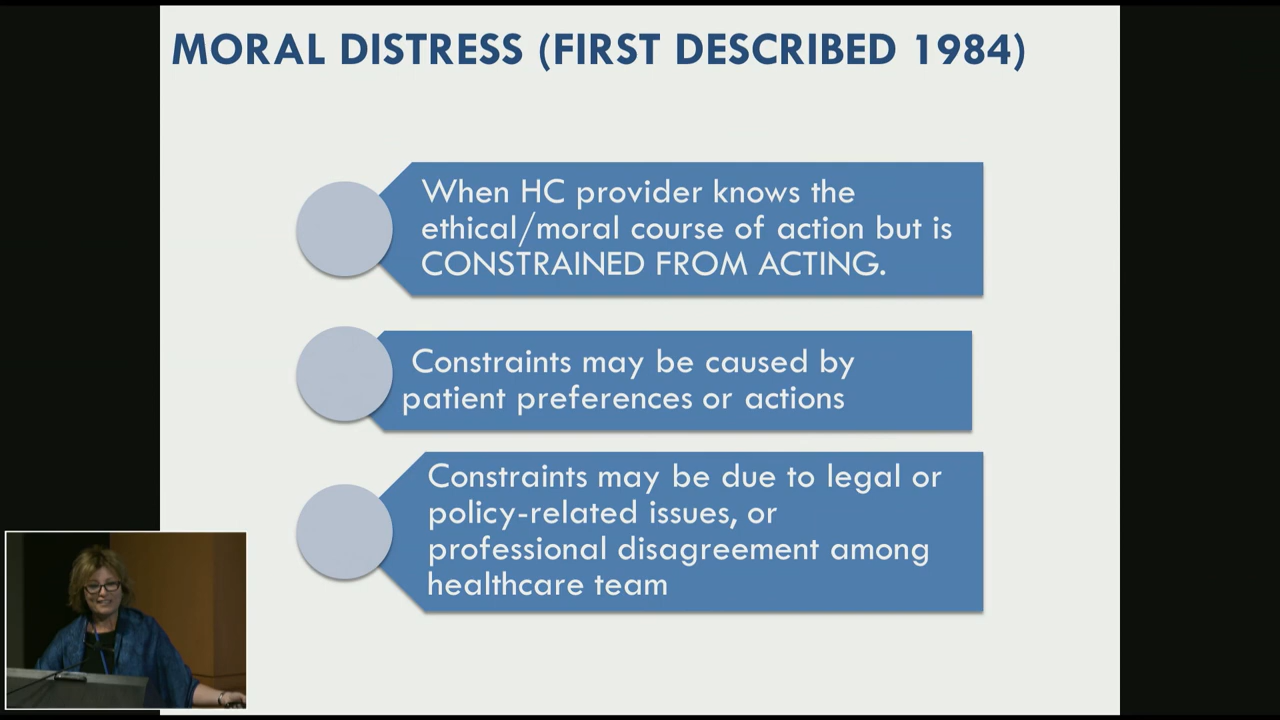 MORAL DISTRESS (FIRST DESCRIBED 1984)
When HC provider knows the
ethical/moral course of action but is
CONSTRAINED FROM ACTING.
Constraints may be caused by
patient preferences or actions
Constraints may be due to legal or
policy-related issues, or
professional disagreement among
healthcare team